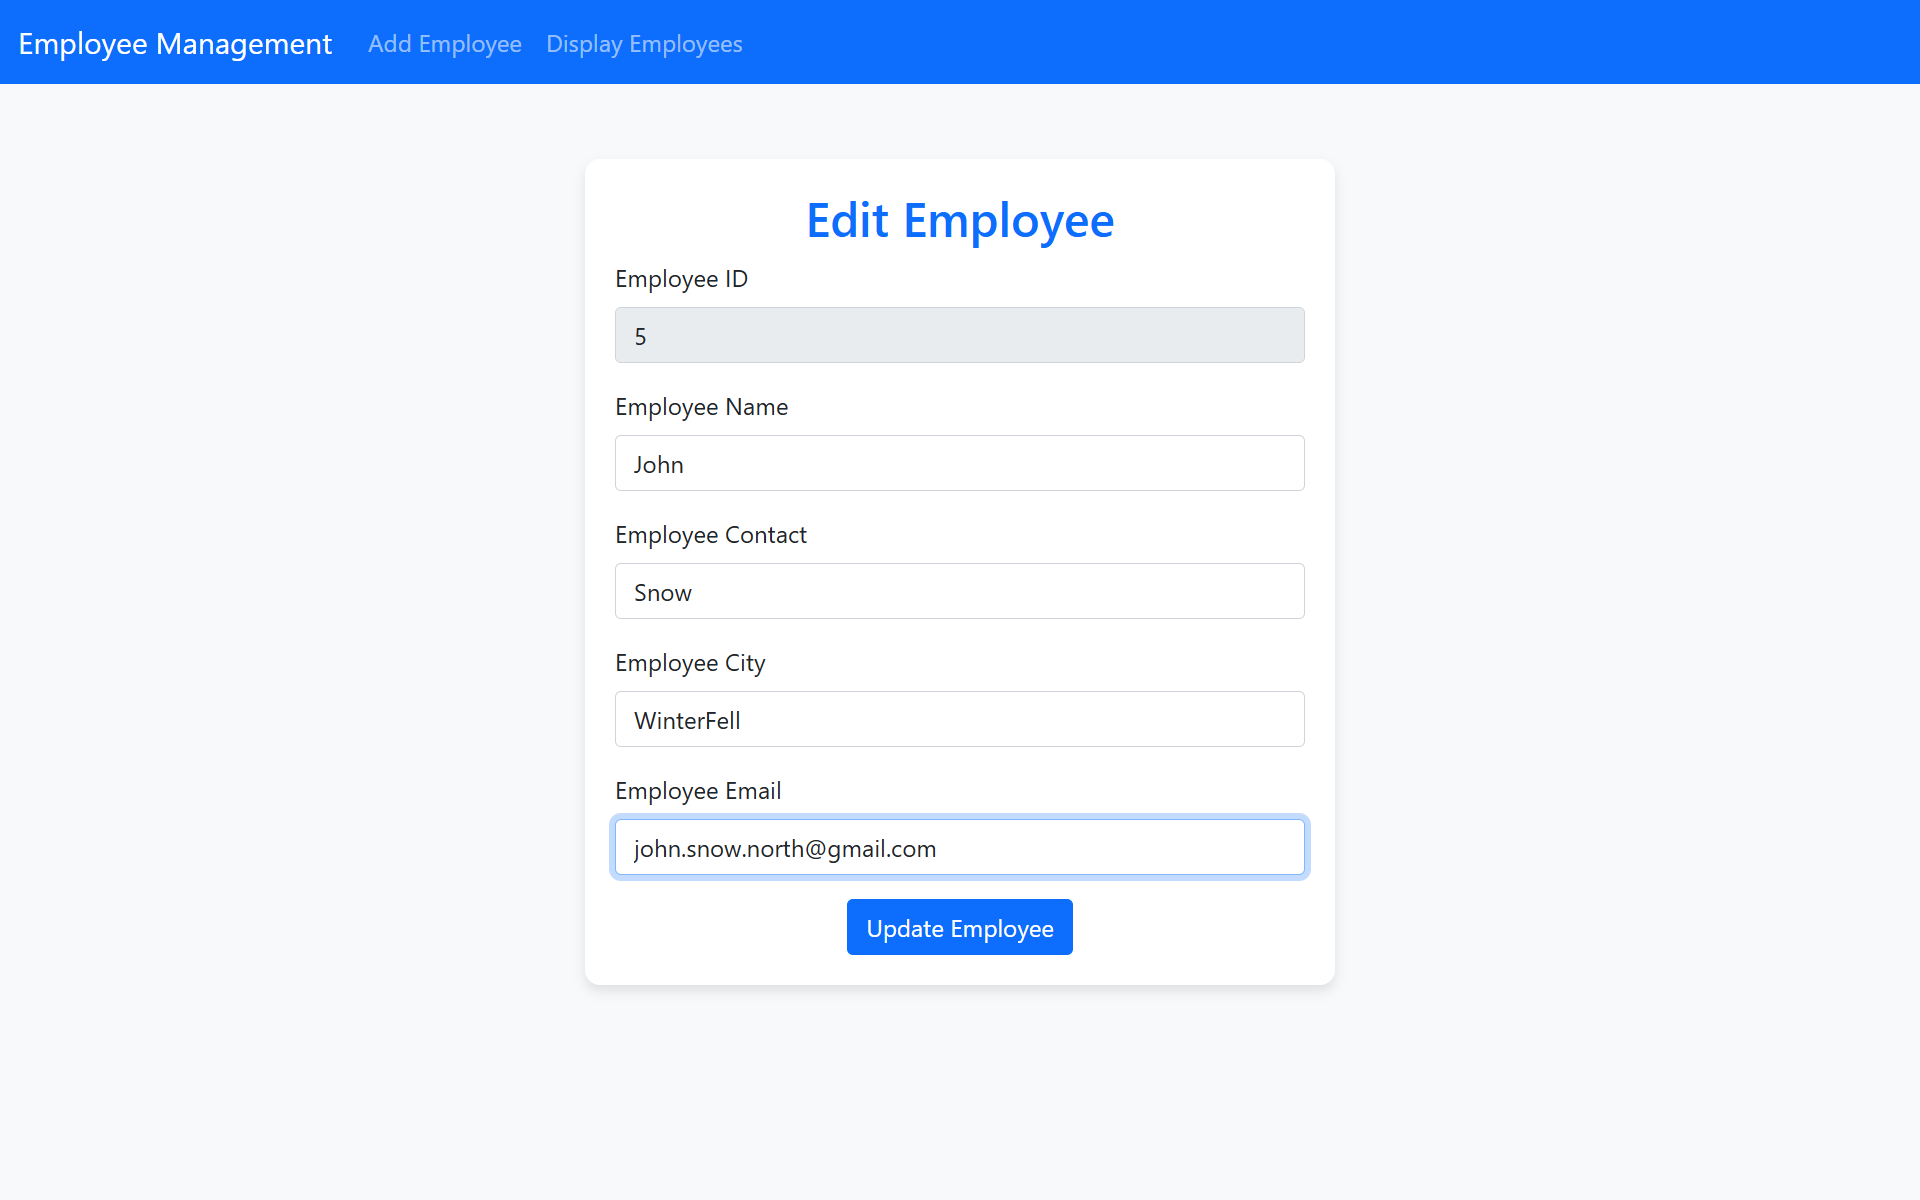 Employee Management Add Employee Display Employees
Edit Employee
Employee ID
5
Employee Name
John
Employee Contact
Snow
Employee City
WinterFell
Employee Email
john.snow.north@gmail.com
Update Employee